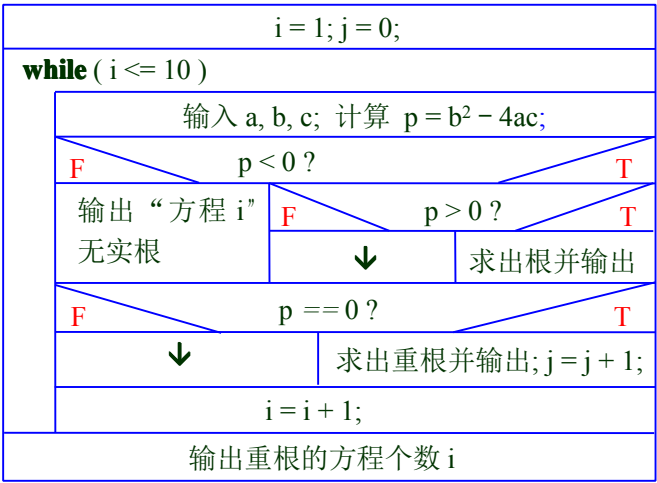 i = 1; j = 0;
while ( i <= 10 )
输入 a, b, c; 计算 p = b² − 4ac;
F p < 0 ? T
输出“方程 i”
无实根
F p > 0 ? T
↓ 求出根并输出
F p == 0 ? T
↓ 求出重根并输出; j = j + 1;
i = i + 1;
输出重根的方程个数 i